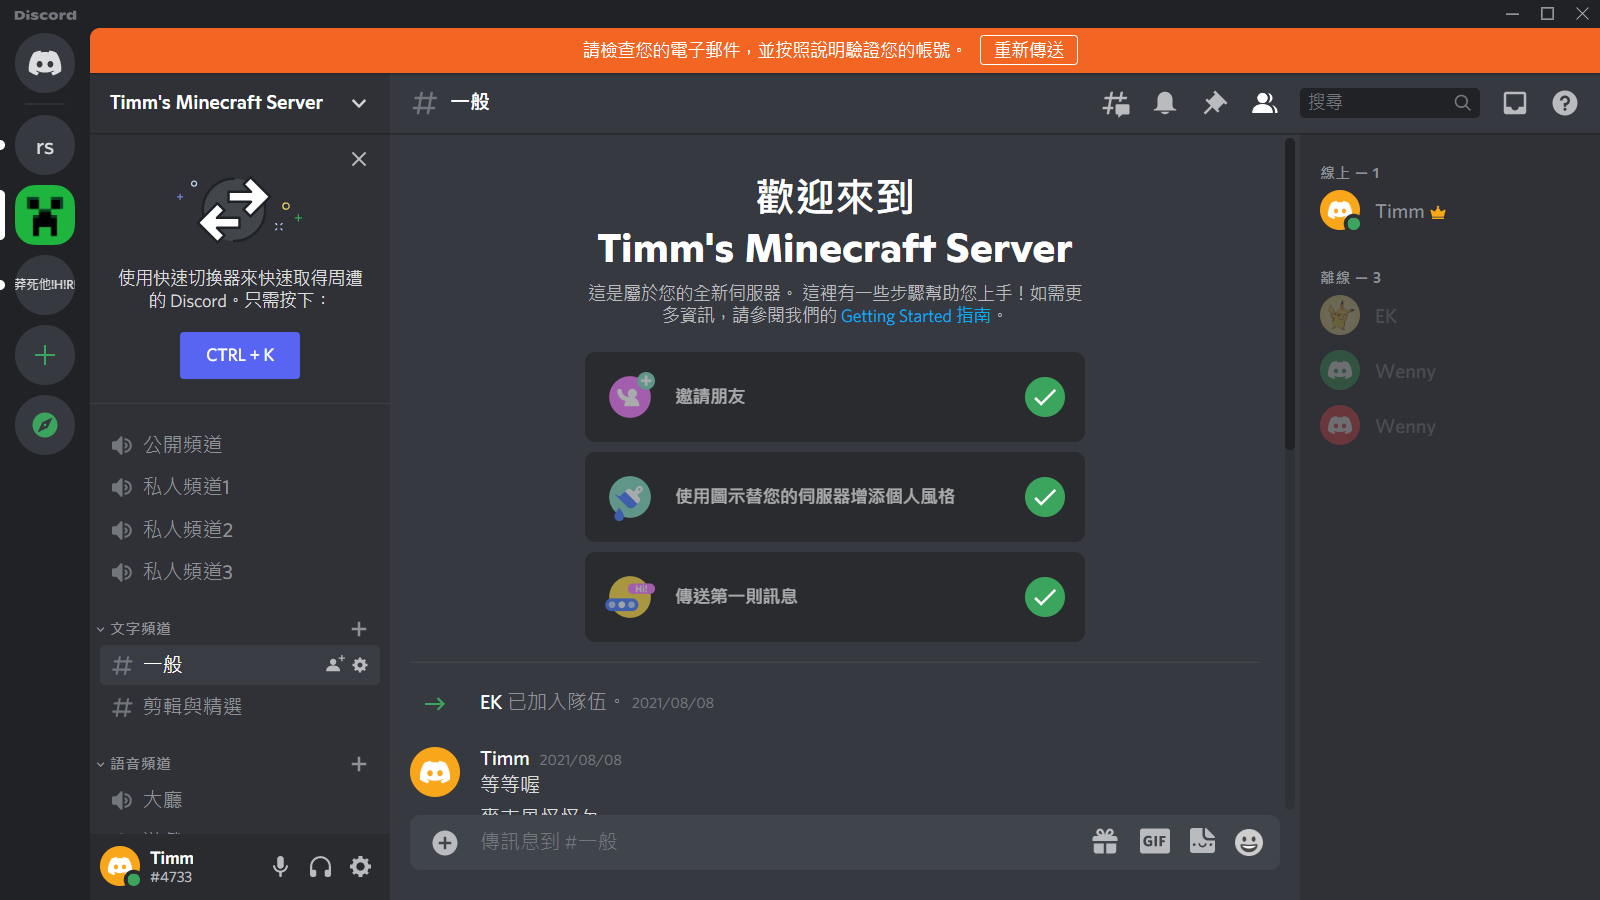 Discord
請檢查您的電子郵件，並按照說明驗證您的帳號。 重新傳送
rs
Timm's Minecraft Server
使用快速切換器來快速取得周遭
的 Discord。只需按下：
CTRL + K
公開頻道
私人頻道1
私人頻道2
私人頻道3
文字頻道
一般
剪輯與精選
語音頻道
大廳
Timm
#4733
一般
搜尋
歡迎來到
Timm's Minecraft Server
這是屬於您的全新伺服器。 這裡有一些步驟幫助您上手！如需更
多資訊，請參閱我們的 Getting Started 指南。
邀請朋友
使用圖示替您的伺服器增添個人風格
Hi!
傳送第一則訊息
EK 已加入隊伍。 2021/08/08
Timm 2021/08/08
等等喔
傳訊息到 #一般
GIF
線上 — 1
Timm
離線 — 3
EK
Wenny
Wenny